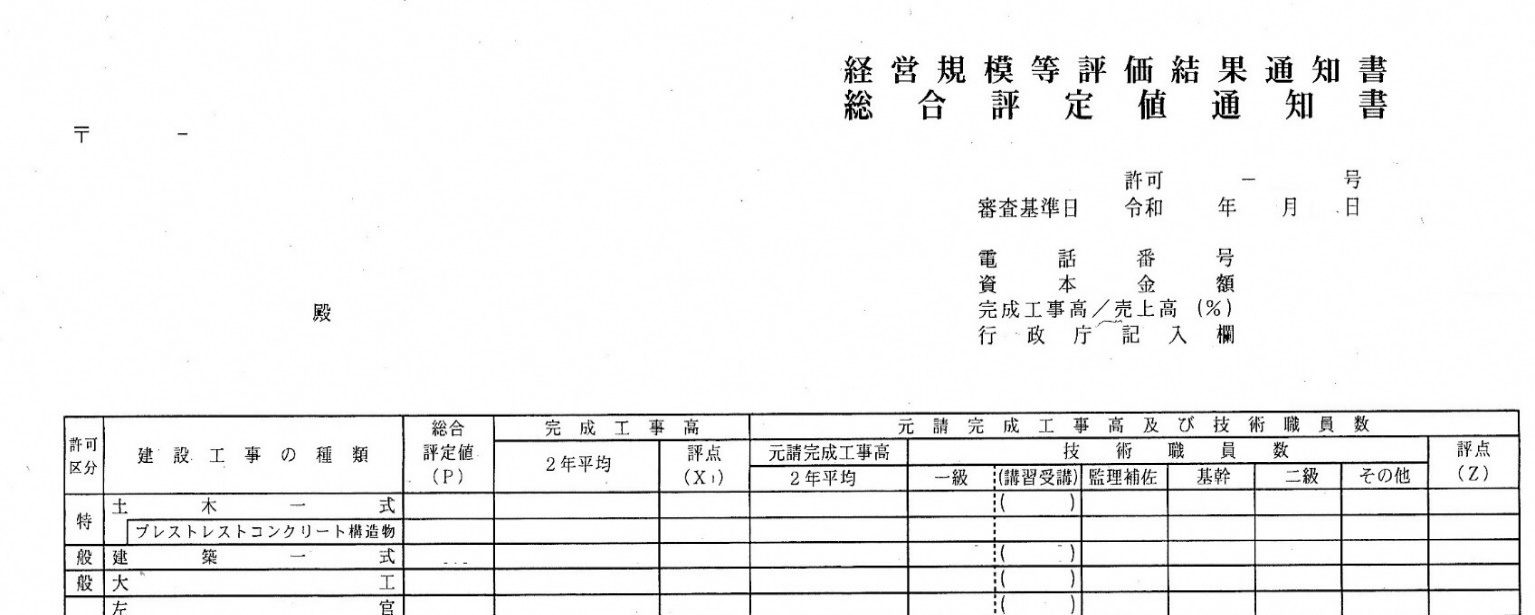 経営規模等評価結果通知書
総合評定値通知書
〒 －
許可 － 号
審査基準日 令和 年 月 日
電話番号
資本金額
完成工事高／売上高 (%)
行政庁記入欄
殿
許可区分 建設工事の種類 総合評定値(P) 完成工事高 元請完成工事高及び技術職員数
2年平均 評点(X1) 元請完成工事高 技術職員数 評点(Z)
2年平均 一級 (講習受講) 監理補佐 基幹 二級 その他
特 土木一式 ( )
プレストレストコンクリート構造物
般 建築一式 ( )
般 大工 ( )
左官 ( )